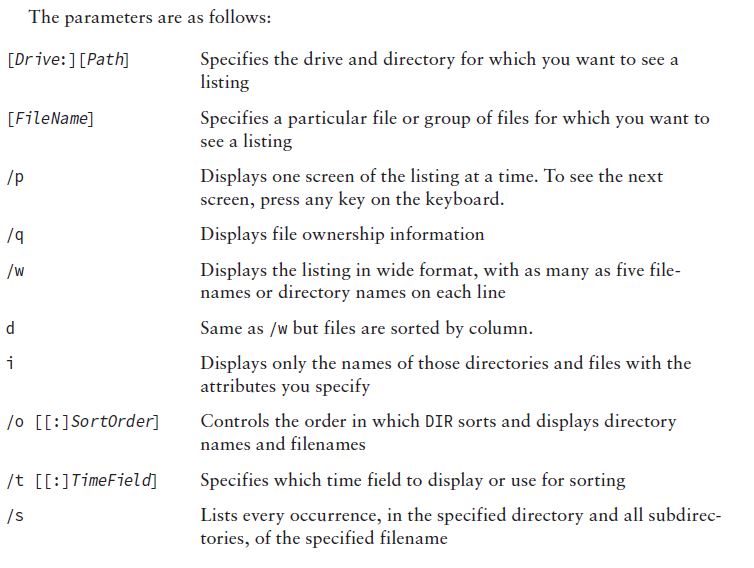 The parameters are as follows:
[Drive:][Path] Specifies the drive and directory for which you want to see a
listing
[FileName] Specifies a particular file or group of files for which you want to
see a listing
/p Displays one screen of the listing at a time. To see the next
screen, press any key on the keyboard.
/q Displays file ownership information
/w Displays the listing in wide format, with as many as five file-
names or directory names on each line
d Same as /w but files are sorted by column.
i Displays only the names of those directories and files with the
attributes you specify
/o [[:]SortOrder] Controls the order in which DIR sorts and displays directory
names and filenames
/t [[:]TimeField] Specifies which time field to display or use for sorting
/s Lists every occurrence, in the specified directory and all subdirec-
tories, of the specified filename